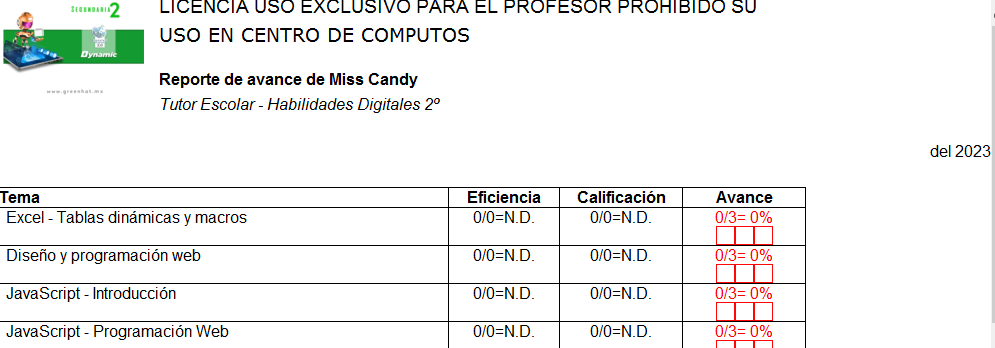 LICENCIA USO EXCLUSIVO PARA EL PROFESOR PROHIBIDO SU
USO EN CENTRO DE COMPUTOS
SECUNDARIA 2
Dynamic
www.greenhat.mx
Reporte de avance de Miss Candy
Tutor Escolar - Habilidades Digitales 2º
del 2023
Tema Eficiencia Calificación Avance
Excel - Tablas dinámicas y macros 0/0=N.D. 0/0=N.D. 0/3= 0%
Diseño y programación web 0/0=N.D. 0/0=N.D. 0/3= 0%
JavaScript - Introducción 0/0=N.D. 0/0=N.D. 0/3= 0%
JavaScript - Programación Web 0/0=N.D. 0/0=N.D. 0/3= 0%